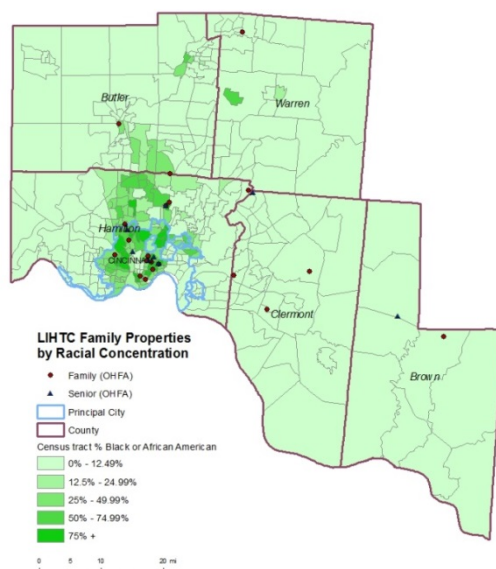 Butler
Warren
Hamilton
CINCINNATI
Clermont
Brown
LIHTC Family Properties
by Racial Concentration
Family (OHFA)
Senior (OHFA)
Principal City
County
Census tract % Black or African American
0% - 12.49%
12.5% - 24.99%
25% - 49.99%
50% - 74.99%
75% +
0 5 10 20 mi